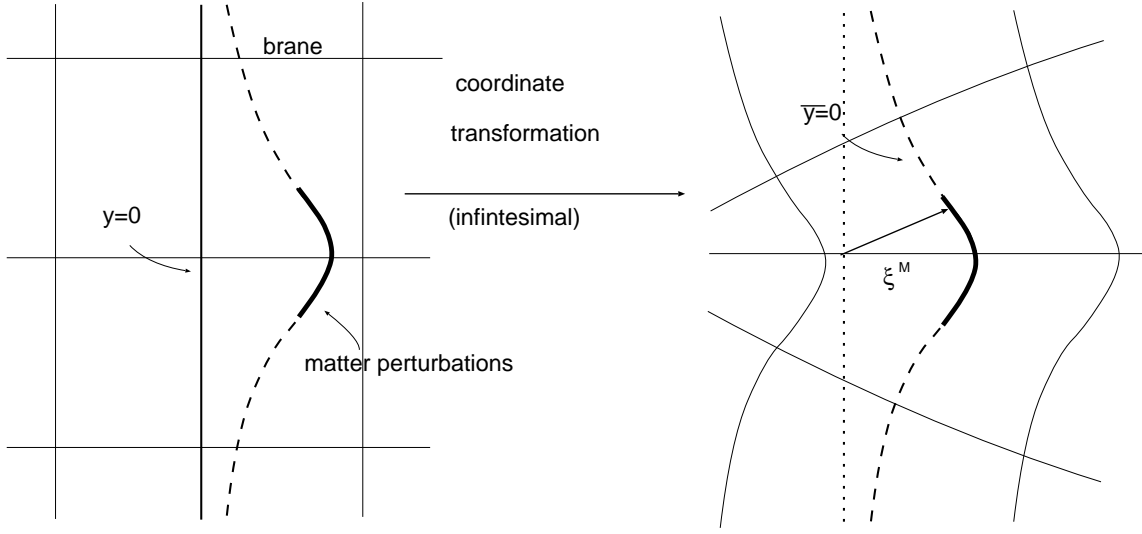 brane
coordinate
transformation
(infintesimal)
y=0
matter perturbations
y̅=0
ξ^M